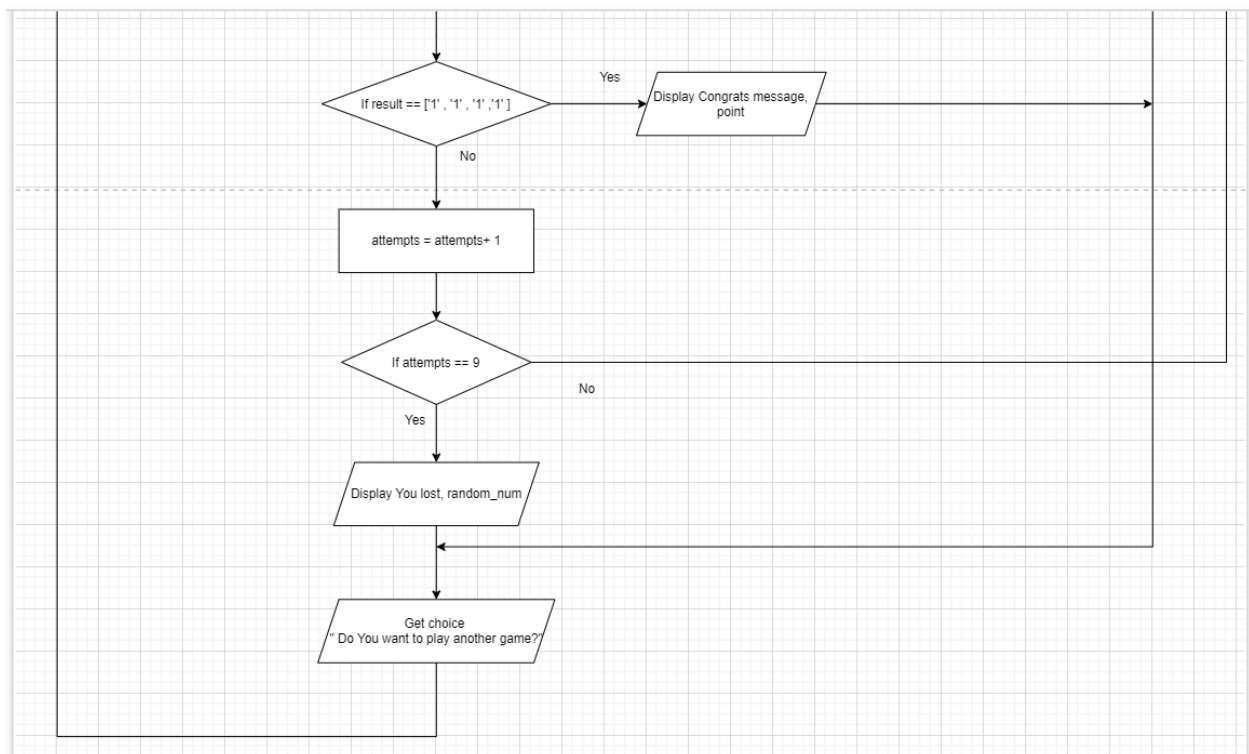 If result == ['1' , '1' , '1' ,'1' ]
Yes
Display Congrats message,
point
No
attempts = attempts+ 1
If attempts == 9
No
Yes
Display You lost, random_num
Get choice
" Do You want to play another game?"